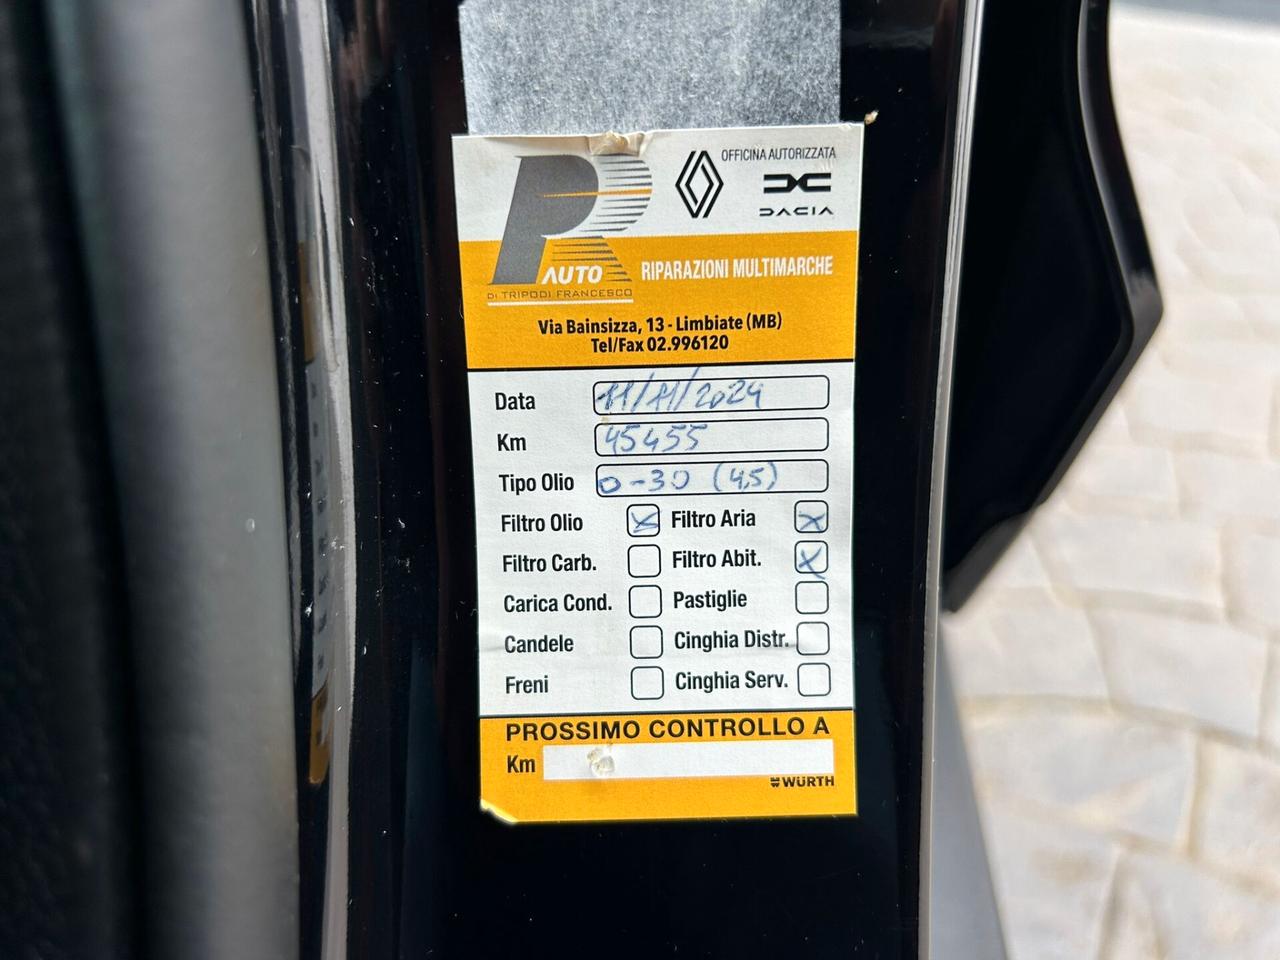 OFFICINA AUTORIZZATA
DACIA
R AUTO
DI TRIPODI FRANCESCO
RIPARAZIONI MULTIMARCHE
Via Bainsizza, 13 - Limbiate (MB)
Tel/Fax 02.996120
Data 11/11/2024
Km 45455
Tipo Olio 0-30 (4,5)
Filtro Olio X Filtro Aria X
Filtro Carb. Filtro Abit. X
Carica Cond. Pastiglie
Candele Cinghia Distr.
Freni Cinghia Serv.
PROSSIMO CONTROLLO A
Km
WÜRTH